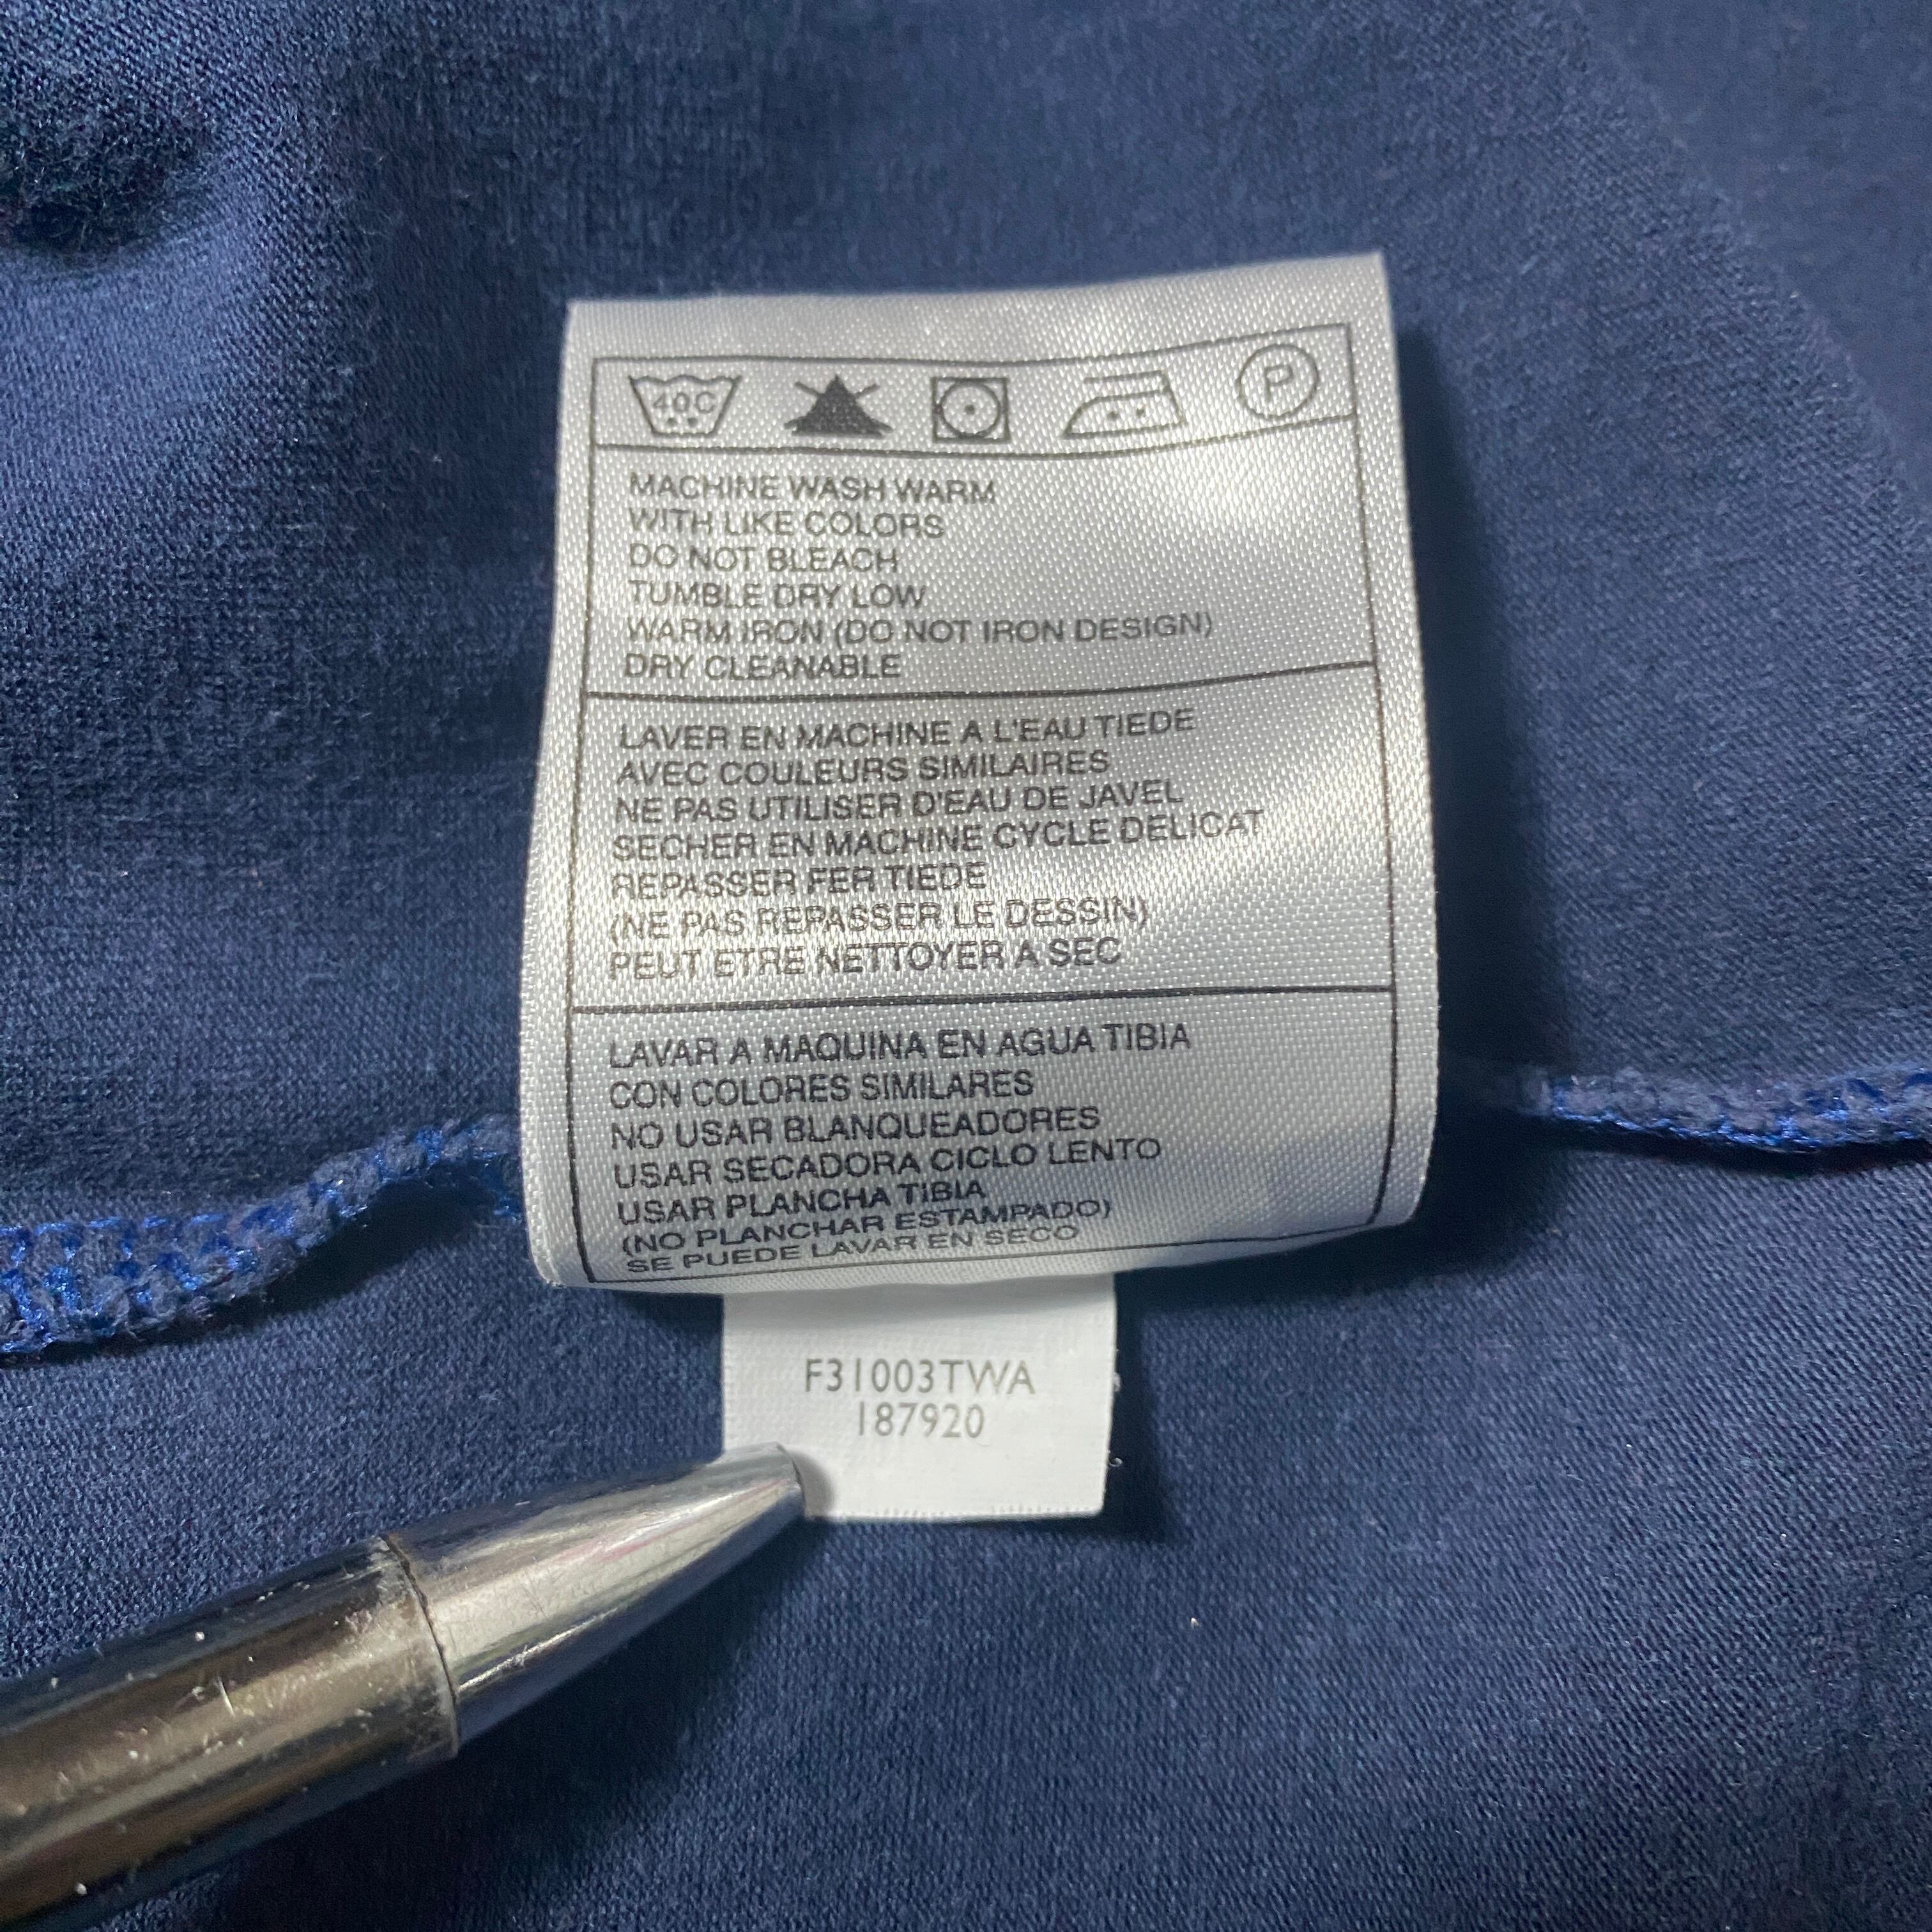 40C
P
MACHINE WASH WARM
WITH LIKE COLORS
DO NOT BLEACH
TUMBLE DRY LOW
WARM IRON (DO NOT IRON DESIGN)
DRY CLEANABLE
LAVER EN MACHINE A L'EAU TIEDE
AVEC COULEURS SIMILAIRES
NE PAS UTILISER D'EAU DE JAVEL
SECHER EN MACHINE CYCLE DELICAT
REPASSER FER TIEDE
(NE PAS REPASSER LE DESSIN)
PEUT ETRE NETTOYER A SEC
LAVAR A MAQUINA EN AGUA TIBIA
CON COLORES SIMILARES
NO USAR BLANQUEADORES
USAR SECADORA CICLO LENTO
USAR PLANCHA TIBIA
(NO PLANCHAR ESTAMPADO)
SE PUEDE LAVAR EN SECO
F31003TWA
187920